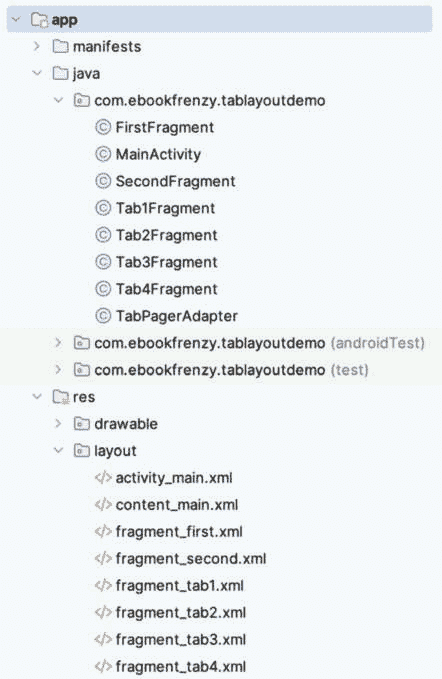 app
manifests
java
com.ebookfrenzy.tablayoutdemo
FirstFragment
MainActivity
SecondFragment
Tab1Fragment
Tab2Fragment
Tab3Fragment
Tab4Fragment
TabPagerAdapter
com.ebookfrenzy.tablayoutdemo (androidTest)
com.ebookfrenzy.tablayoutdemo (test)
res
drawable
layout
activity_main.xml
content_main.xml
fragment_first.xml
fragment_second.xml
fragment_tab1.xml
fragment_tab2.xml
fragment_tab3.xml
fragment_tab4.xml